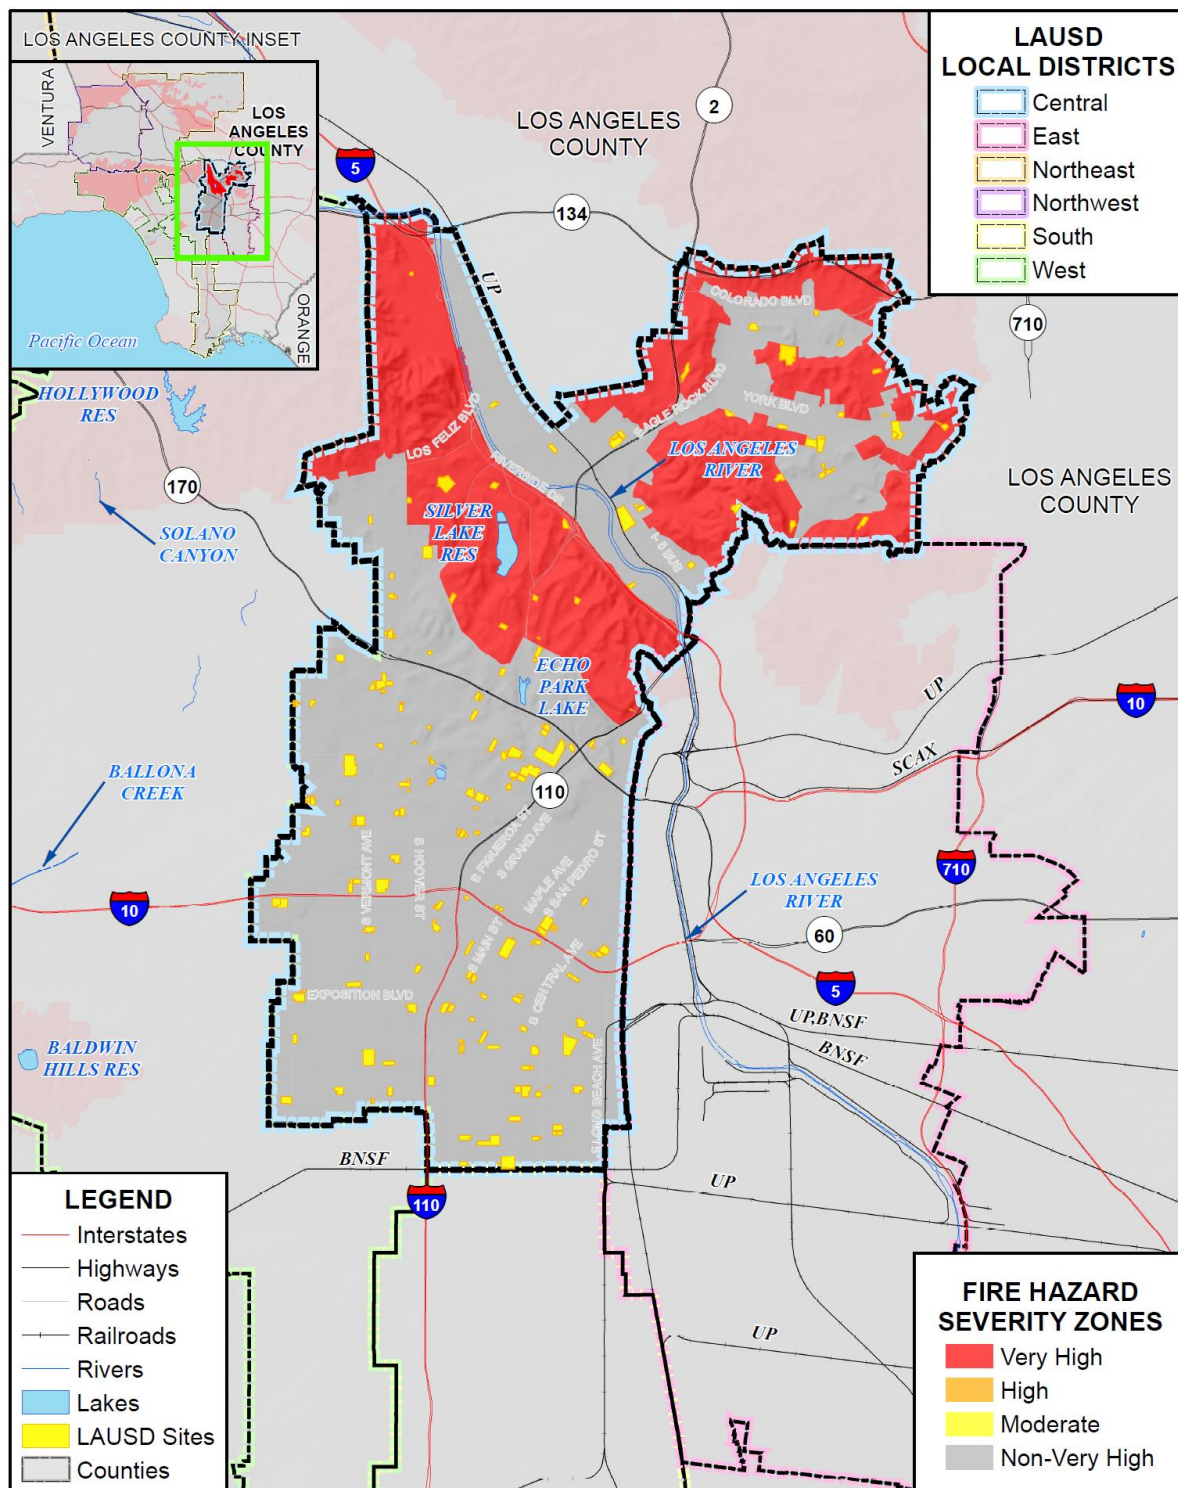 LOS ANGELES COUNTY INSET
VENTURA
LOS
ANGELES
COUNTY
ORANGE
Pacific Ocean
LAUSD
LOCAL DISTRICTS
Central
East
Northeast
Northwest
South
West
LOS ANGELES
COUNTY
2
5
134
UP
710
COLORADO BLVD
HOLLYWOOD
RES
EAGLE ROCK BLVD
YORK BLVD
LOS FELIZ BLVD
RIVERSIDE DR
LOS ANGELES
RIVER
LOS ANGELES
COUNTY
170
SOLANO
CANYON
SILVER
LAKE
RES
I-5 BUS
ECHO
PARK
LAKE
UP
10
SCAX
BALLONA
CREEK
110
S FIGUEROA ST
S GRAND AVE
S VERMONT AVE
S HOOVER ST
MAPLE AVE
S SAN PEDRO ST
710
10
LOS ANGELES
RIVER
60
S MAIN ST
S CENTRAL AVE
5
EXPOSITION BLVD
UP,BNSF
BNSF
BALDWIN
HILLS RES
E LONG BEACH AVE
BNSF
UP
110
UP
LEGEND
Interstates
Highways
Roads
Railroads
Rivers
Lakes
LAUSD Sites
Counties
FIRE HAZARD
SEVERITY ZONES
Very High
High
Moderate
Non-Very High